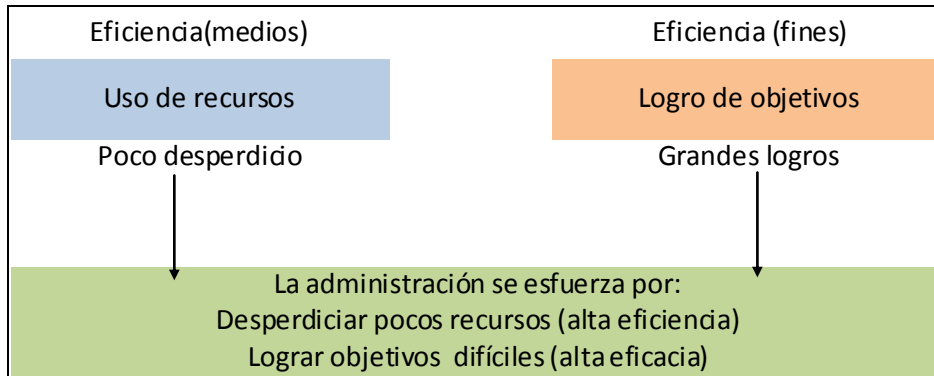 Eficiencia(medios)
Uso de recursos
Poco desperdicio
Eficiencia (fines)
Logro de objetivos
Grandes logros
La administración se esfuerza por:
Desperdiciar pocos recursos (alta eficiencia)
Lograr objetivos difíciles (alta eficacia)